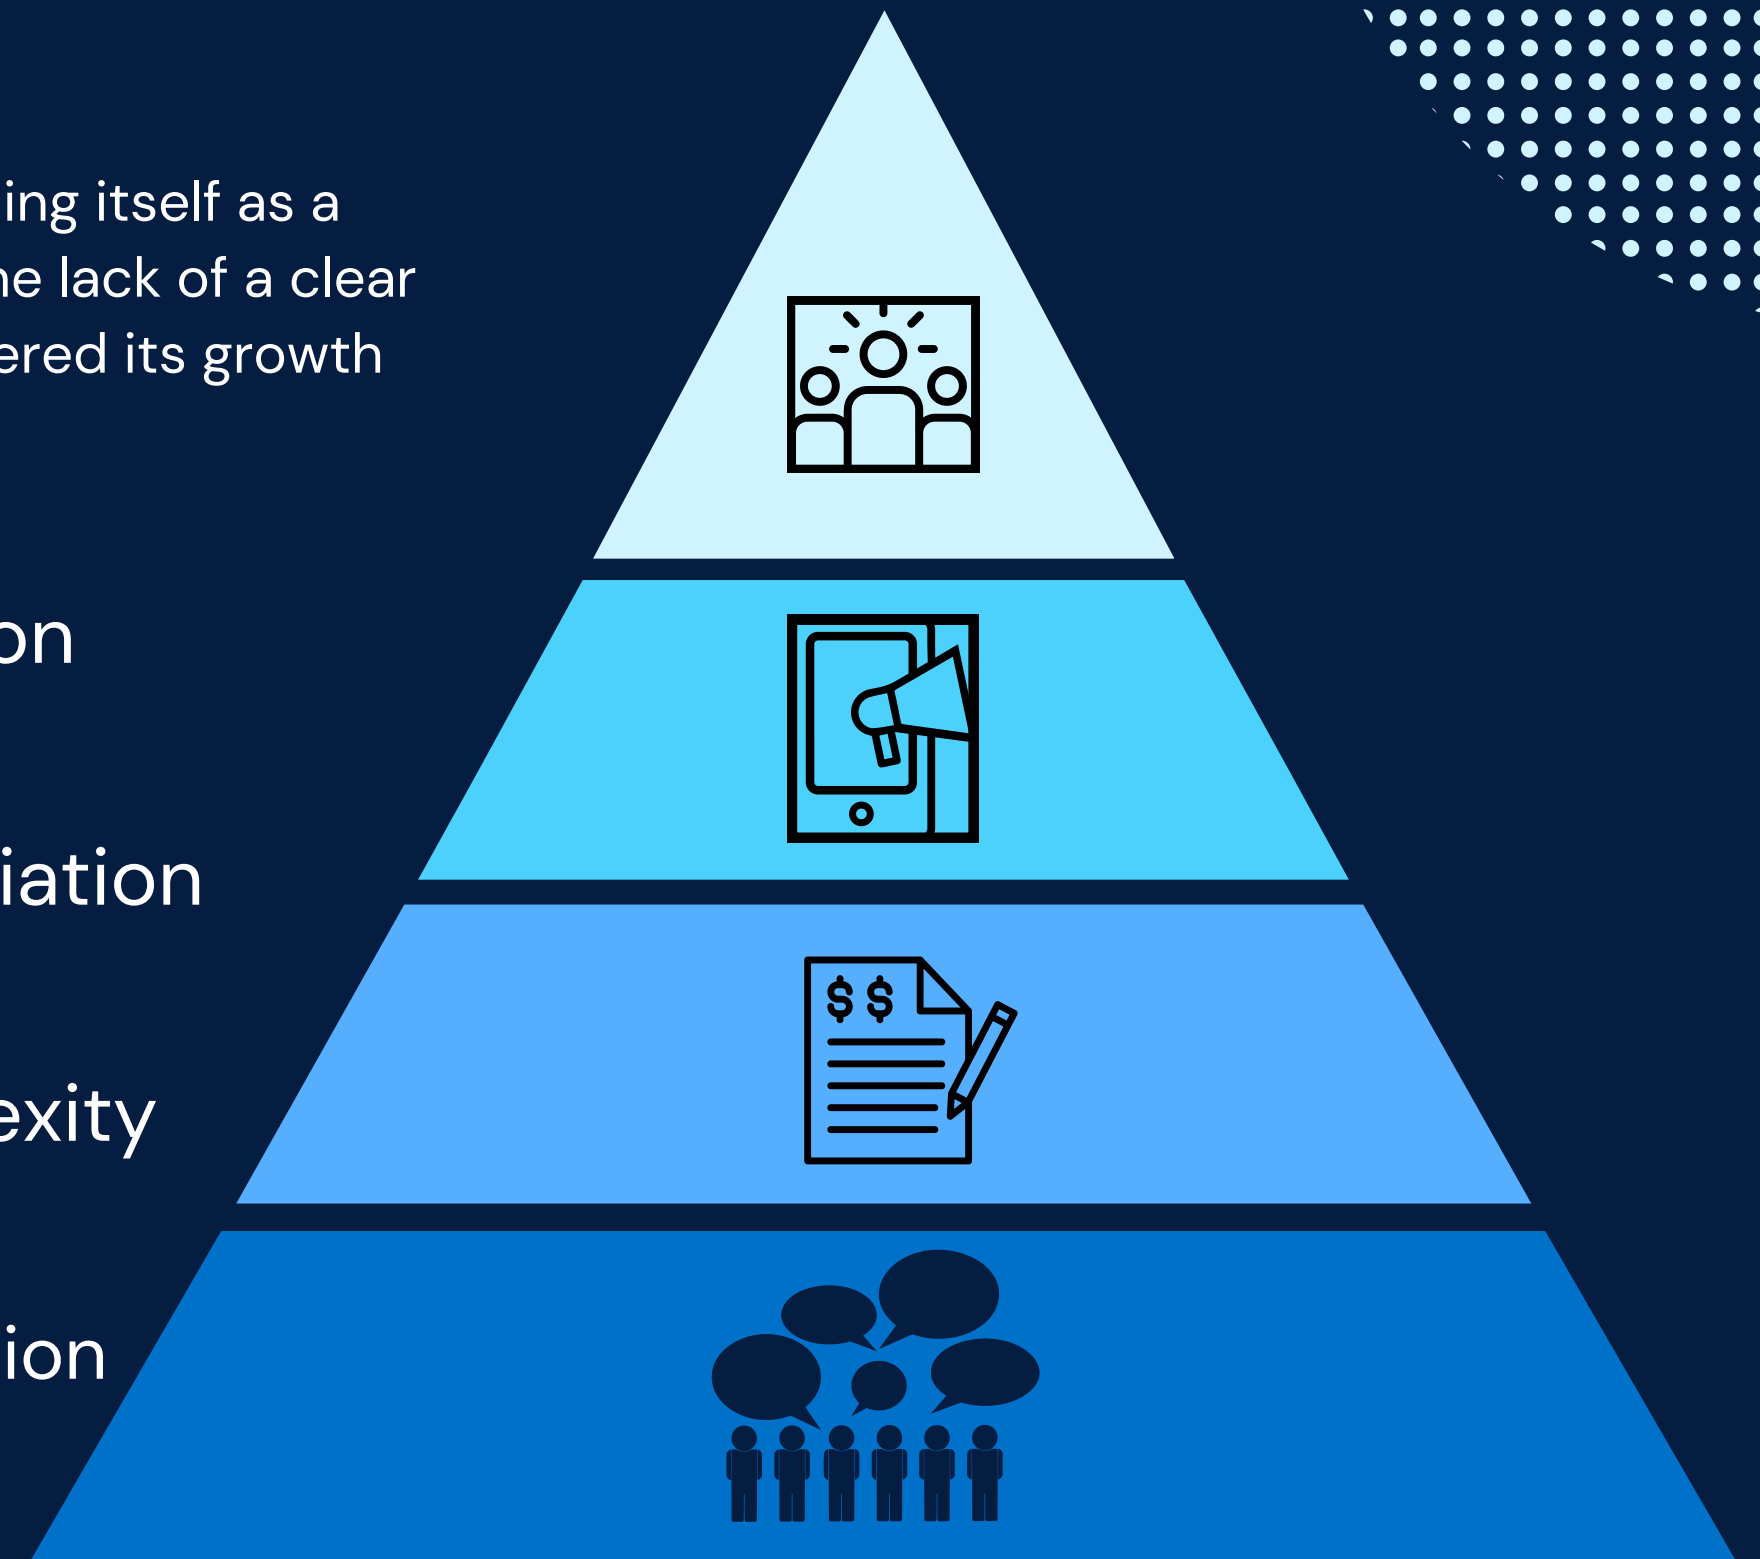 ing itself as a
he lack of a clear
ered its growth
on
iation
exity
ion
$ $